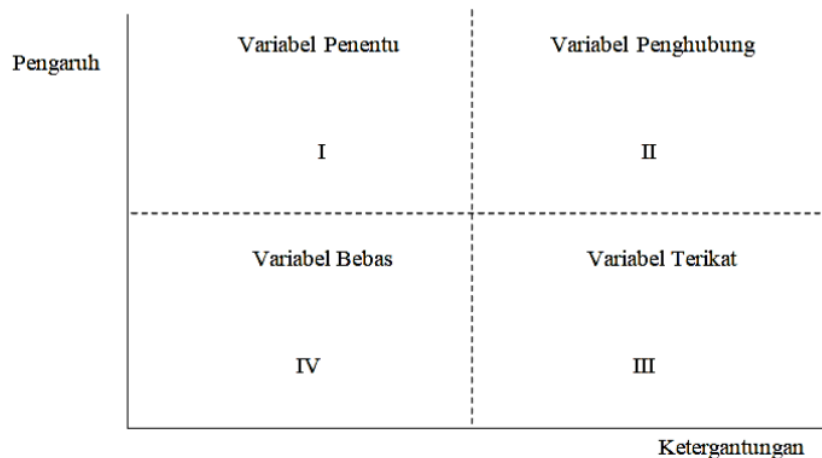 Variabel Penentu
Variabel Penghubung
Pengaruh
I
II
Variabel Bebas
Variabel Terikat
IV
III
Ketergantungan